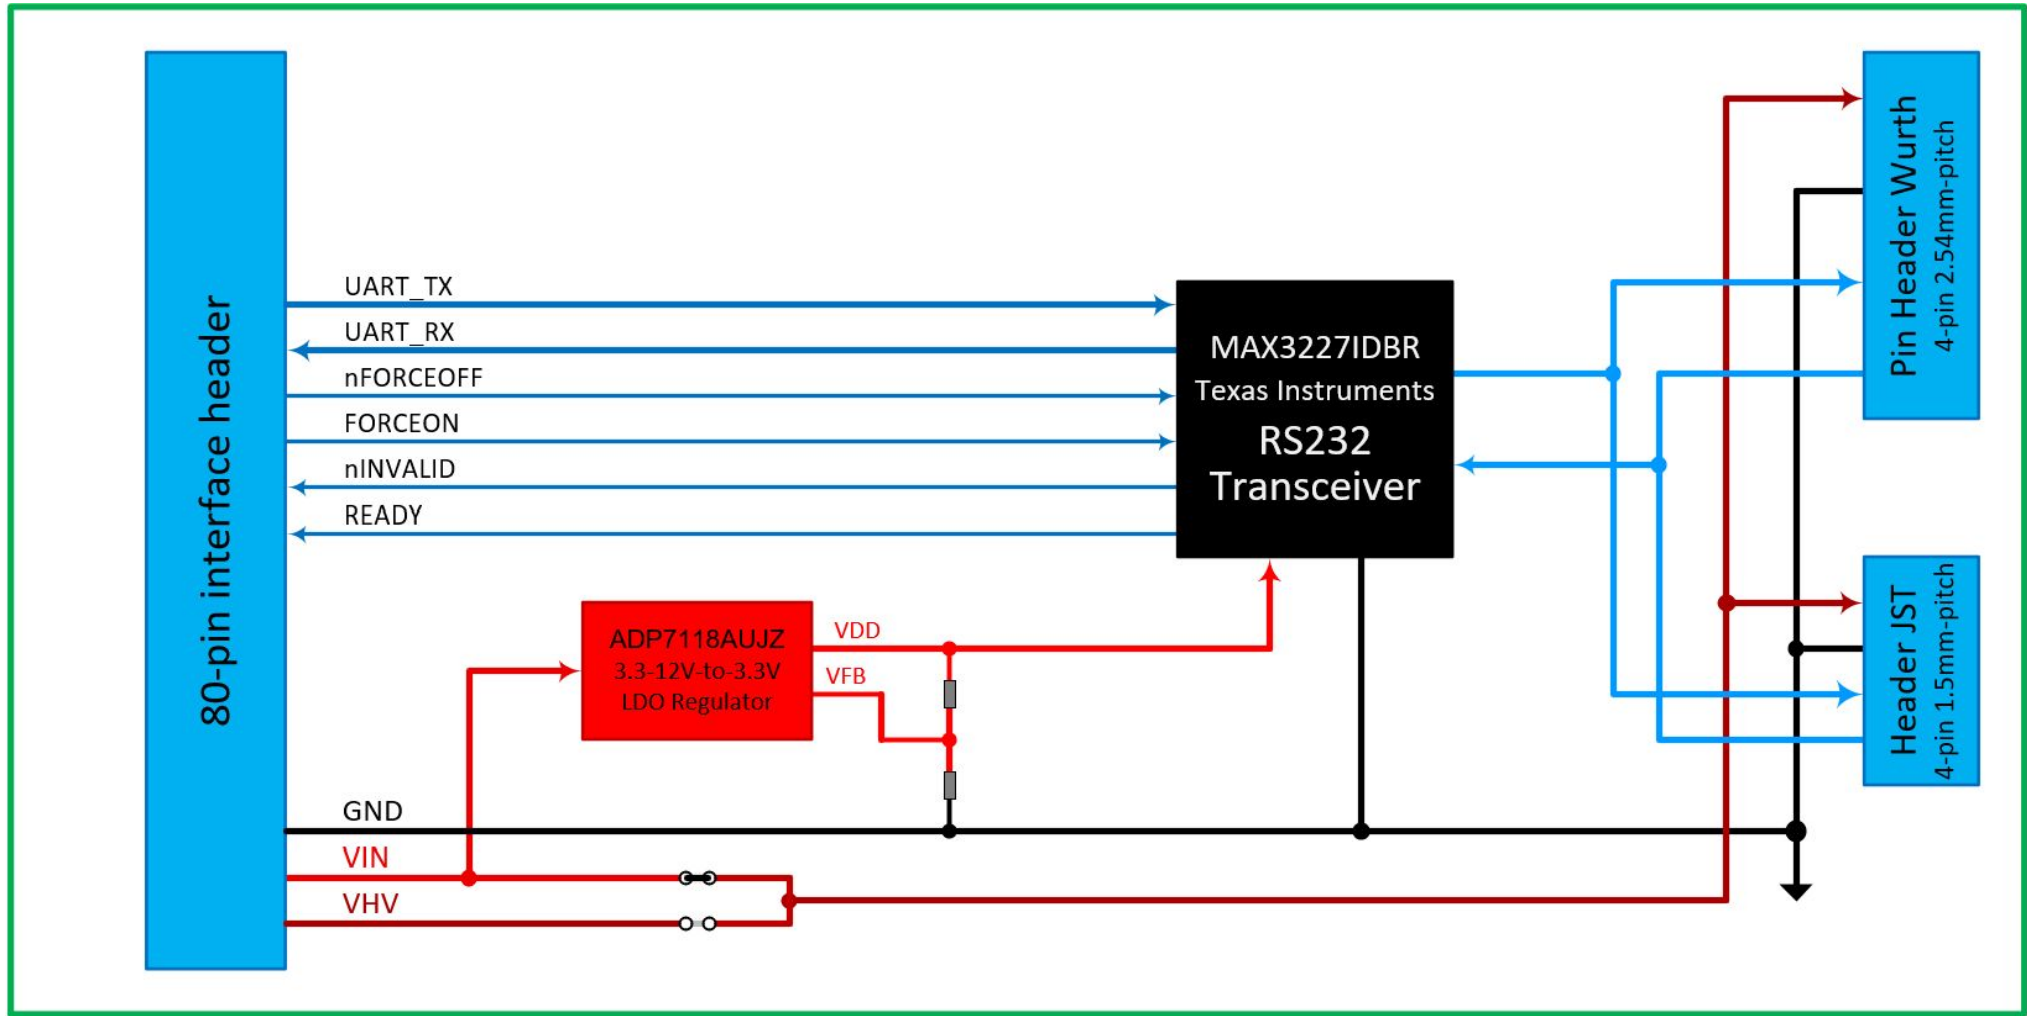 80-pin interface header
UART_TX
UART_RX
nFORCEOFF
FORCEON
nINVALID
READY
MAX3227IDBR
Texas Instruments
RS232
Transceiver
ADP7118AUJZ
3.3-12V-to-3.3V
LDO Regulator
VDD
VFB
GND
VIN
VHV
Pin Header Wurth
4-pin 2.54mm-pitch
Header JST
4-pin 1.5mm-pitch